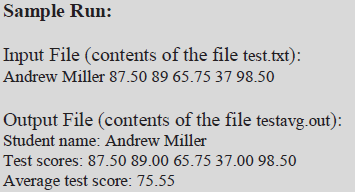 Sample Run:
Input File (contents of the file test.txt):
Andrew Miller 87.50 89 65.75 37 98.50
Output File (contents of the file testavg.out):
Student name: Andrew Miller
Test scores: 87.50 89.00 65.75 37.00 98.50
Average test score: 75.55